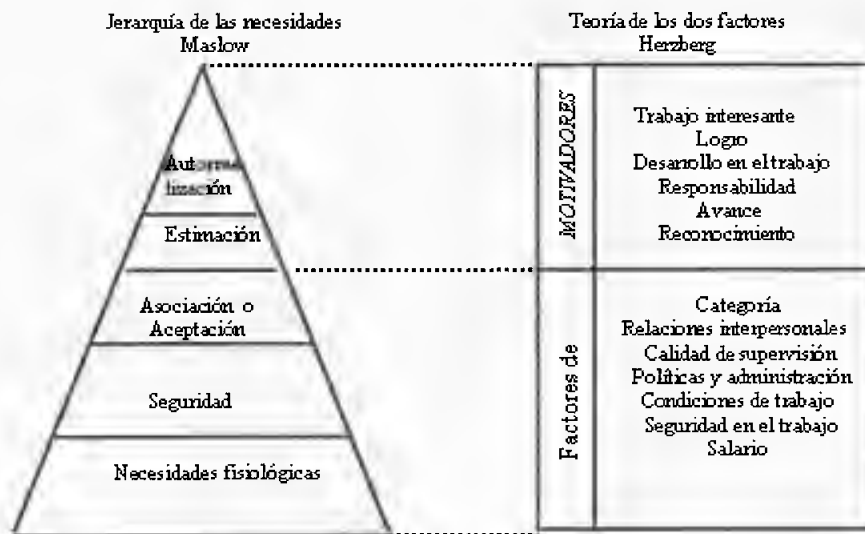 Jerarquía de las necesidades
Maslow
Autorrea
lización
Estimación
Asociación o
Aceptación
Seguridad
Necesidades fisiológicas
Teoría de los dos factores
Herzberg
MOTIVADORES
Trabajo interesante
Logro
Desarrollo en el trabajo
Responsabilidad
Avance
Reconocimiento
Factores de
Categoría
Relaciones interpersonales
Calidad de supervisión
Políticas y administración
Condiciones de trabajo
Seguridad en el trabajo
Salario